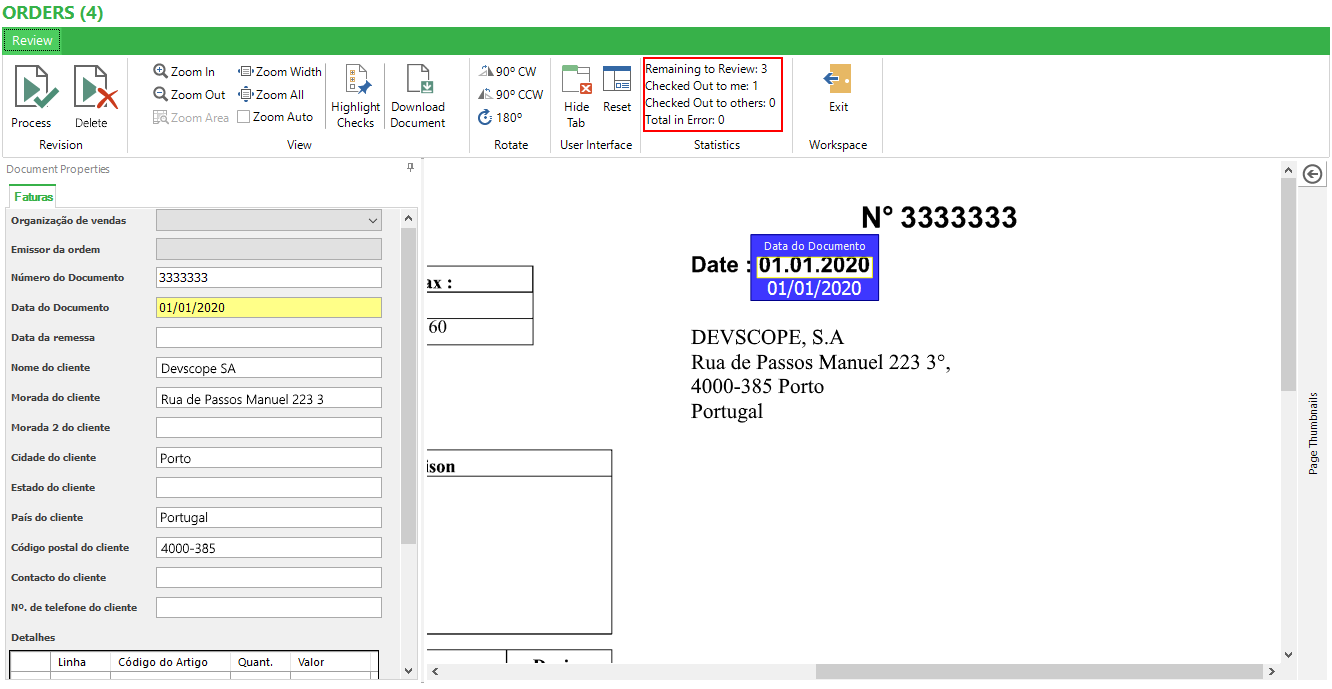 ORDERS (4)
Review
Process
Delete
Revision
Zoom In
Zoom Out
Zoom Area
Zoom Width
Zoom All
Zoom Auto
Highlight
Checks
Download
Document
View
90º CW
90º CCW
180º
Rotate
Hide
Tab
Reset
User Interface
Remaining to Review: 3
Checked Out to me: 1
Checked Out to others: 0
Total in Error: 0
Statistics
Exit
Workspace
Document Properties
Faturas
Organização de vendas
Emissor da ordem
Número do Documento 3333333
Data do Documento 01/01/2020
Data da remessa
Nome do cliente Devscope SA
Morada do cliente Rua de Passos Manuel 223 3
Morada 2 do cliente
Cidade do cliente Porto
Estado do cliente
País do cliente Portugal
Código postal do cliente 4000-385
Contacto do cliente
Nº. de telefone do cliente
Detalhes
Linha Código do Artigo Quant. Valor
N° 3333333
Data do Documento
Date : 01.01.2020
01/01/2020
ax :
60
DEVSCOPE, S.A
Rua de Passos Manuel 223 3°,
4000-385 Porto
Portugal
ison
Page Thumbnails